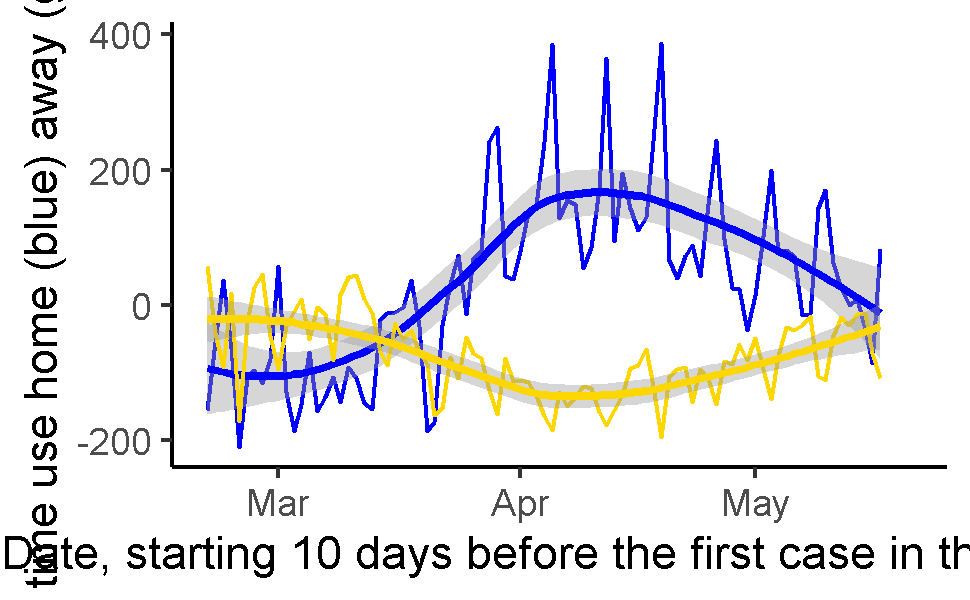 400
200
0
-200
Mar Apr May
time use home (blue) away (
Date, starting 10 days before the first case in th